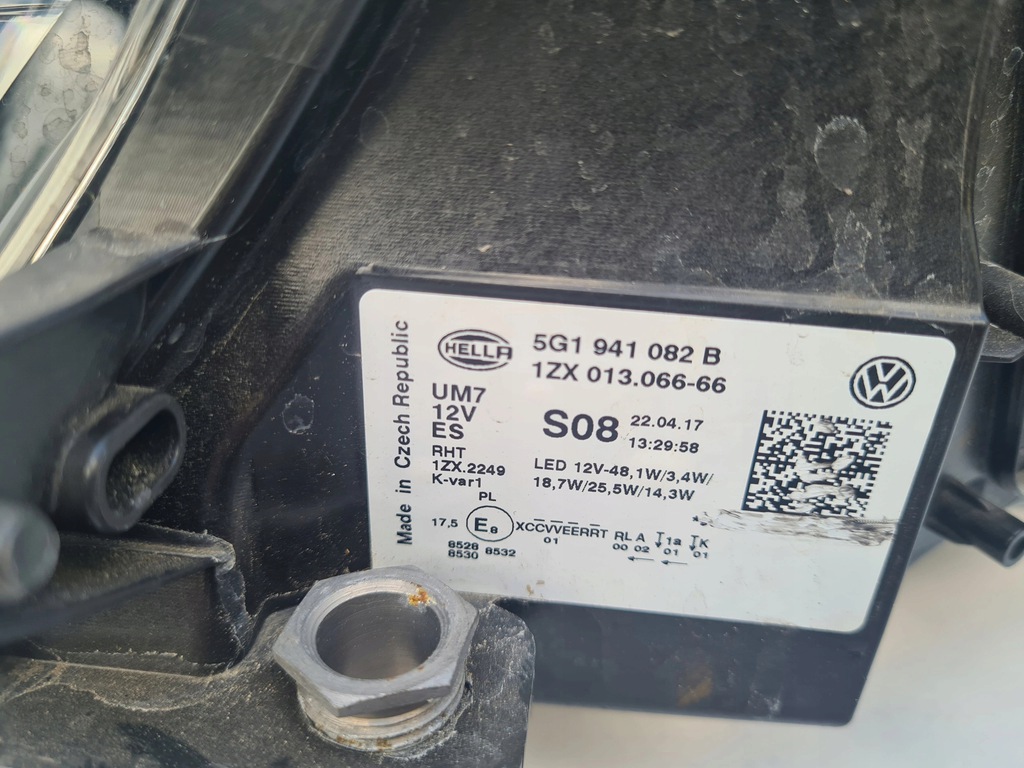 Made in Czech Republic
HELLA
5G1 941 082 B
1ZX 013.066-66
UM7
12V
ES
RHT
1ZX.2249
K-var1
S08
22.04.17
13:29:58
LED 12V-48,1W/3,4W/
18,7W/25,5W/14,3W
PL
17,5 E8 XCCVVEERRT RL A 1a K
01 00 02 01 01
8528
8530 8532
VW